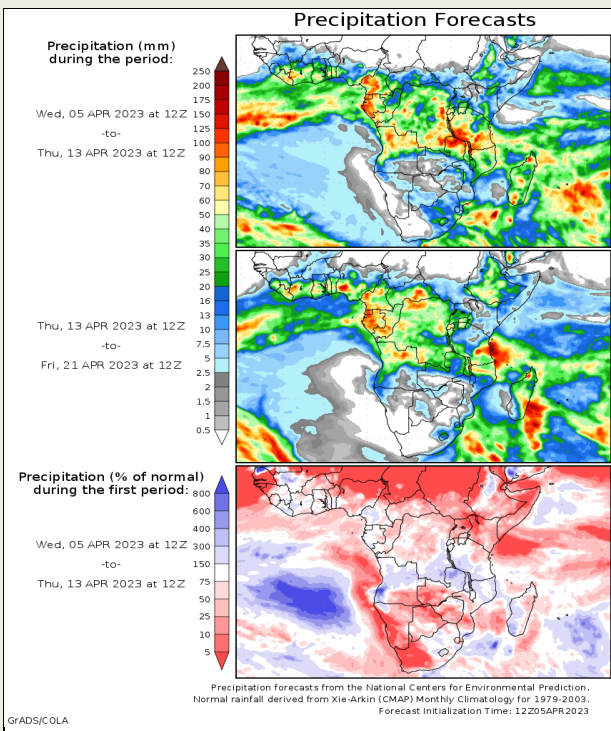 Precipitation Forecasts
Precipitation (mm)
during the period:
Wed, 05 APR 2023 at 12Z
-to-
Thu, 13 APR 2023 at 12Z
250
200
175
150
125
100
90
80
70
60
50
40
35
30
25
20
16
13
10
7.5
5
2.5
2
1.5
1
0.5
Thu, 13 APR 2023 at 12Z
-to-
Fri, 21 APR 2023 at 12Z
Precipitation (% of normal)
during the first period:
Wed, 05 APR 2023 at 12Z
-to-
Thu, 13 APR 2023 at 12Z
800
600
400
300
150
75
50
25
10
5
Precipitation forecasts from the National Centers for Environmental Prediction.
Normal rainfall derived from Xie-Arkin (CMAP) Monthly Climatology for 1979-2003.
Forecast Initialization Time: 12Z05APR2023
GrADS/COLA